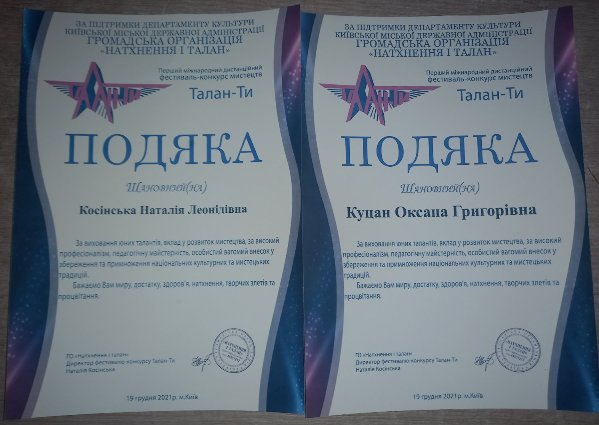 ЗА ПІДТРИМКИ ДЕПАРТАМЕНТУ КУЛЬТУРИ
КИЇВСЬКОЇ МІСЬКОЇ ДЕРЖАВНОЇ АДМІНІСТРАЦІЇ
ГРОМАДСЬКА ОРГАНІЗАЦІЯ
«НАТХНЕННЯ І ТАЛАН»
Перший міжнародний дистанційний
фестиваль-конкурс мистецтв
Талан-Ти
ПОДЯКА
Шановний(на)
Косінська Наталія Леонідівна
За виховання юних талантів, вклад у розвиток мистецтва, за високий
професіоналізм, педагогічну майстерність, особистий вагомий внесок у
збереження та примноження національних культурних та мистецьких
традицій.
Бажаємо Вам миру, достатку, здоров'я, натхнення, творчих злетів та
процвітання.
ГО «Натхнення і талан»
Директор фестивалю-конкурсу Талан-Ти
Наталія Косінська
19 грудня 2021р. м.Київ
ЗА ПІДТРИМКИ ДЕПАРТАМЕНТУ КУЛЬТУРИ
КИЇВСЬКОЇ МІСЬКОЇ ДЕРЖАВНОЇ АДМІНІСТРАЦІЇ
ГРОМАДСЬКА ОРГАНІЗАЦІЯ
«НАТХНЕННЯ І ТАЛАН»
Перший міжнародний дистанційний
фестиваль-конкурс мистецтв
Талан-Ти
ПОДЯКА
Шановний(на)
Куцан Оксана Григорівна
За виховання юних талантів, вклад у розвиток мистецтва, за високий
професіоналізм, педагогічну майстерність, особистий вагомий внесок у
збереження та примноження національних культурних та мистецьких
традицій.
Бажаємо Вам миру, достатку, здоров'я, натхнення, творчих злетів та
процвітання.
ГО «Натхнення і талан»
Директор фестивалю-конкурсу Талан-Ти
Наталія Косінська
19 грудня 2021р. м.Київ